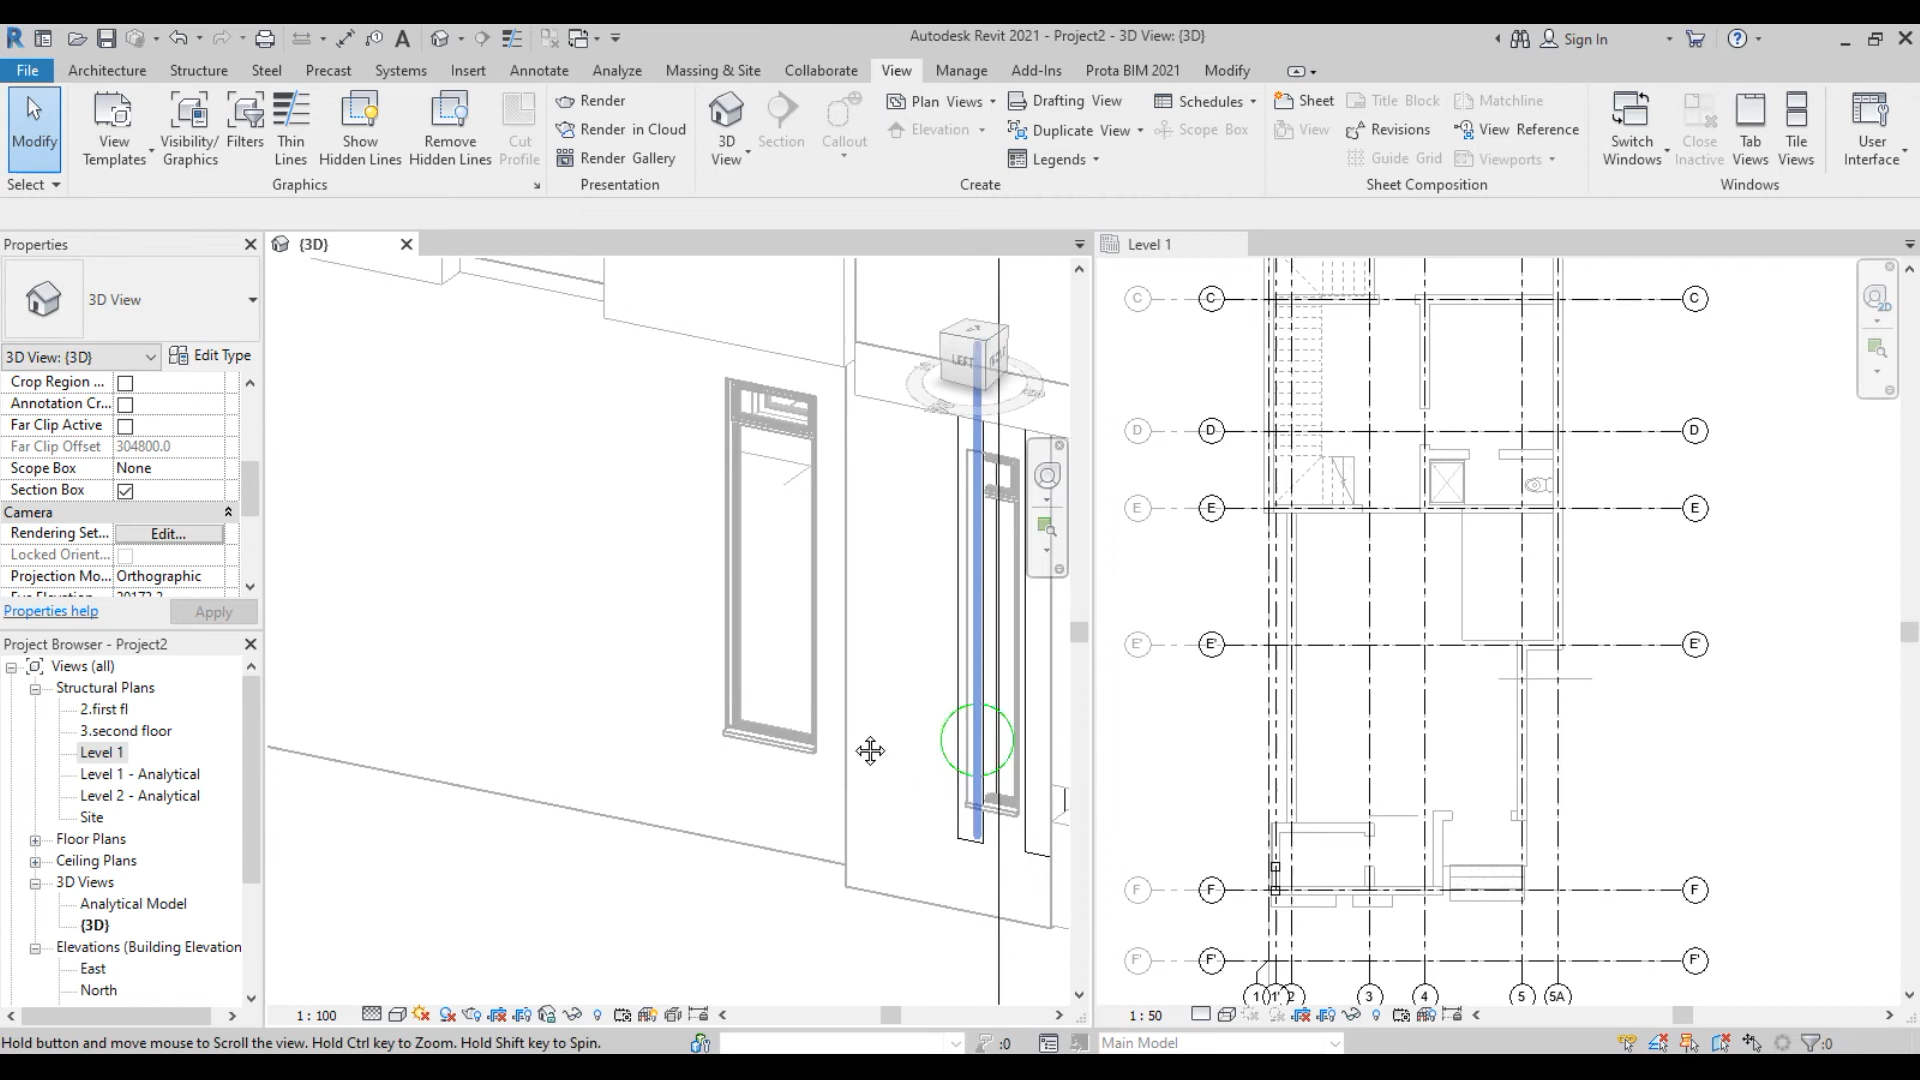 Autodesk Revit 2021 - Project2 - 3D View: {3D}
Sign In
File Architecture Structure Steel Precast Systems Insert Annotate Analyze Massing & Site Collaborate View Manage Add-Ins Prota BIM 2021 Modify
Modify
View Templates
Visibility/ Graphics
Filters
Thin Lines
Show Hidden Lines
Remove Hidden Lines
Cut Profile
Render
Render in Cloud
Render Gallery
3D View
Section
Callout
Plan Views
Elevation
Drafting View
Duplicate View
Legends
Schedules
Scope Box
Sheet
View
Title Block
Revisions
Guide Grid
Matchline
View Reference
Viewports
Switch Windows
Close Inactive
Tab Views
Tile Views
User Interface
Select
Graphics
Presentation
Create
Sheet Composition
Windows
Properties
3D View
3D View: {3D}
Edit Type
Crop Region ...
Annotation Cr...
Far Clip Active
Far Clip Offset 304800.0
Scope Box None
Section Box
Camera
Rendering Set... Edit...
Locked Orient...
Projection Mo... Orthographic
Properties help
Apply
Project Browser - Project2
Views (all)
Structural Plans
2.first fl
3.second floor
Level 1
Level 1 - Analytical
Level 2 - Analytical
Site
Floor Plans
Ceiling Plans
3D Views
Analytical Model
{3D}
Elevations (Building Elevation
East
North
{3D}
LEFT
1 : 100
Level 1
2D
C C C
D D D
E E E
E' E' E'
F F F
F' F' F'
1 1' 2 3 4 5 5A
1 : 50
Hold button and move mouse to Scroll the view. Hold Ctrl key to Zoom. Hold Shift key to Spin.
:0
Main Model
:0